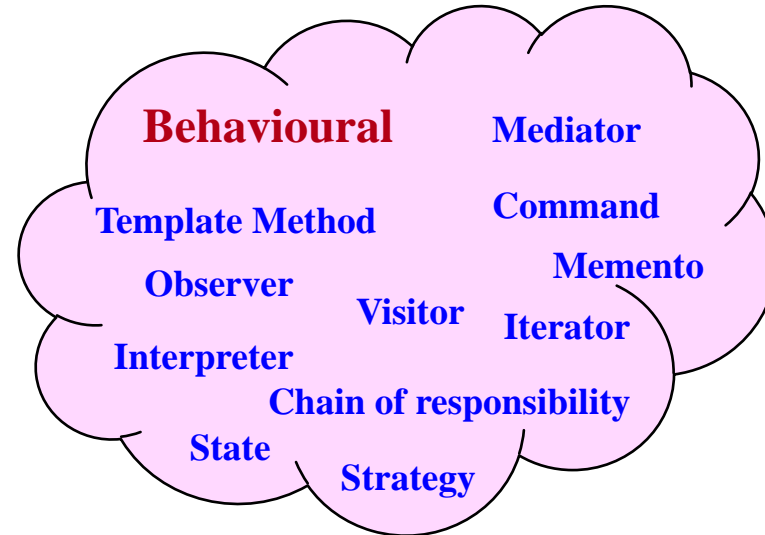 Behavioural
Mediator
Command
Template Method
Memento
Observer
Visitor
Iterator
Interpreter
Chain of responsibility
State
Strategy